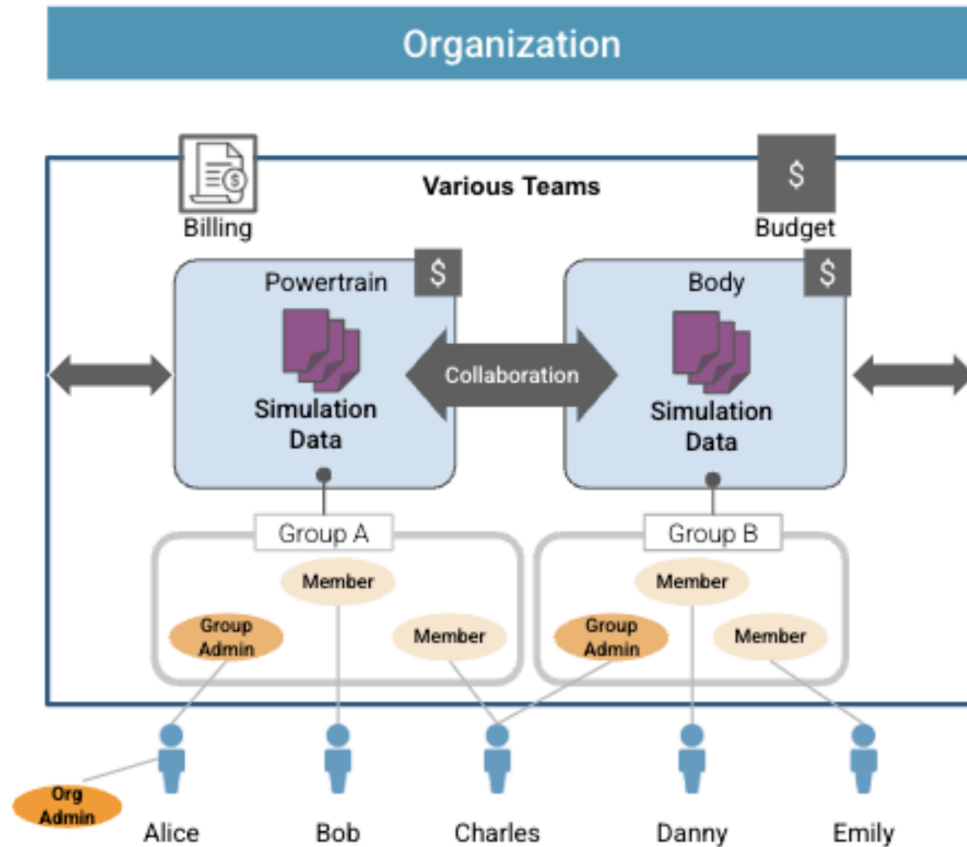 Organization
$
Various Teams
Billing
Budget
Powertrain
$
Body
$
Collaboration
Simulation
Data
Simulation
Data
Group A
Group B
Member
Member
Group
Admin
Member
Group
Admin
Member
Org
Admin
Alice
Bob
Charles
Danny
Emily